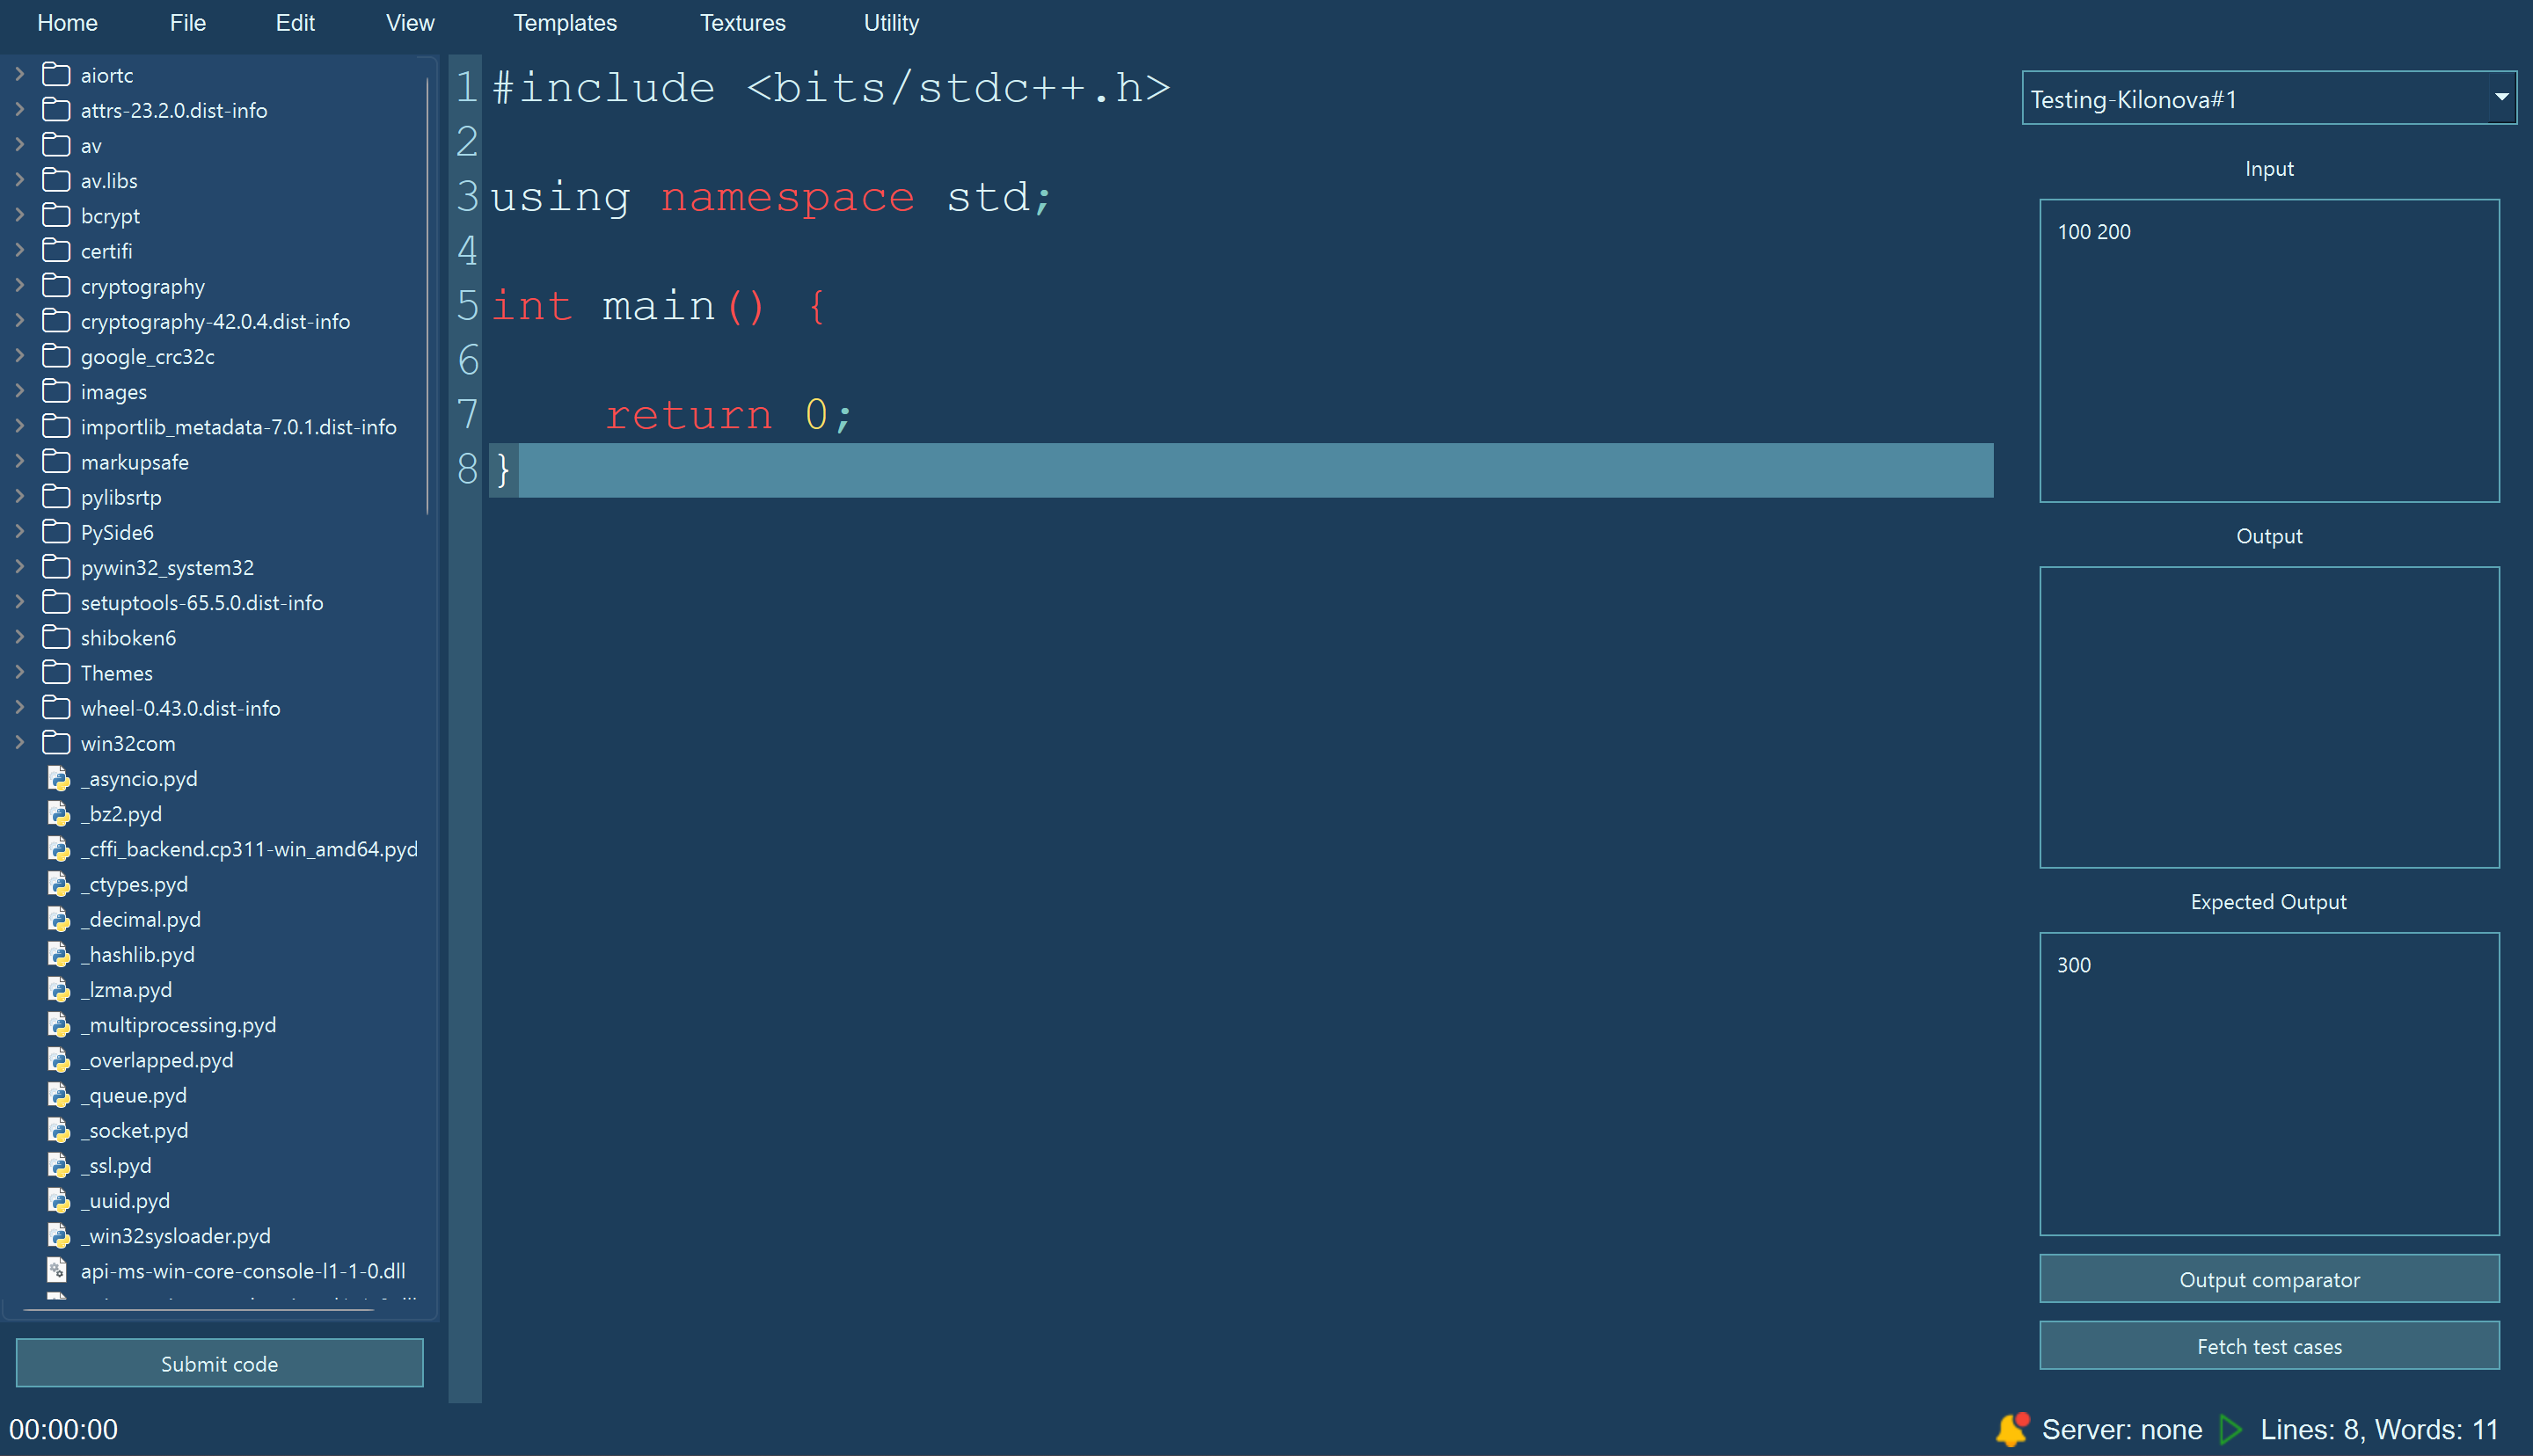 Home File Edit View Templates Textures Utility
aiortc
attrs-23.2.0.dist-info
av
av.libs
bcrypt
certifi
cryptography
cryptography-42.0.4.dist-info
google_crc32c
images
importlib_metadata-7.0.1.dist-info
markupsafe
pylibsrtp
PySide6
pywin32_system32
setuptools-65.5.0.dist-info
shiboken6
Themes
wheel-0.43.0.dist-info
win32com
_asyncio.pyd
_bz2.pyd
_cffi_backend.cp311-win_amd64.pyd
_ctypes.pyd
_decimal.pyd
_hashlib.pyd
_lzma.pyd
_multiprocessing.pyd
_overlapped.pyd
_queue.pyd
_socket.pyd
_ssl.pyd
_uuid.pyd
_win32sysloader.pyd
api-ms-win-core-console-l1-1-0.dll
Submit code
1 #include <bits/stdc++.h>
2
3 using namespace std;
4
5 int main() {
6
7 return 0;
8 }
Testing-Kilonova#1
Input
100 200
Output
Expected Output
300
Output comparator
Fetch test cases
00:00:00
Server: none
Lines: 8, Words: 11